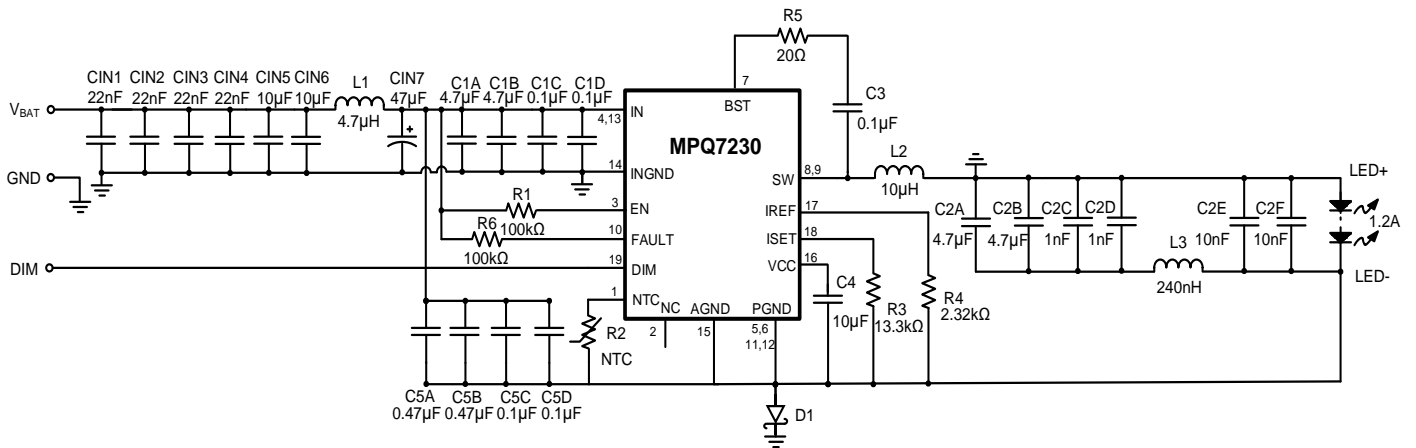 R5
20Ω
CIN1
22nF
CIN2
22nF
CIN3
22nF
CIN4
22nF
CIN5
10µF
CIN6
10µF
L1
4.7µH
CIN7
47µF
C1A
4.7µF
C1B
4.7µF
C1C
0.1µF
C1D
0.1µF
VBAT
GND
DIM
+
7
BST
MPQ7230
4,13
IN
14
INGND
3
EN
10
FAULT
19
DIM
1
NTC
NC
2
AGND
15
PGND
5,6
11,12
SW
8,9
IREF
17
ISET
18
VCC
16
C3
0.1µF
L2
10µH
R1
100kΩ
R6
100kΩ
R2
NTC
C4
10µF
R3
13.3kΩ
R4
2.32kΩ
C2A
4.7µF
C2B
4.7µF
C2C
1nF
C2D
1nF
L3
240nH
C2E
10nF
C2F
10nF
LED+
1.2A
LED-
C5A
0.47µF
C5B
0.47µF
C5C
0.1µF
C5D
0.1µF
D1